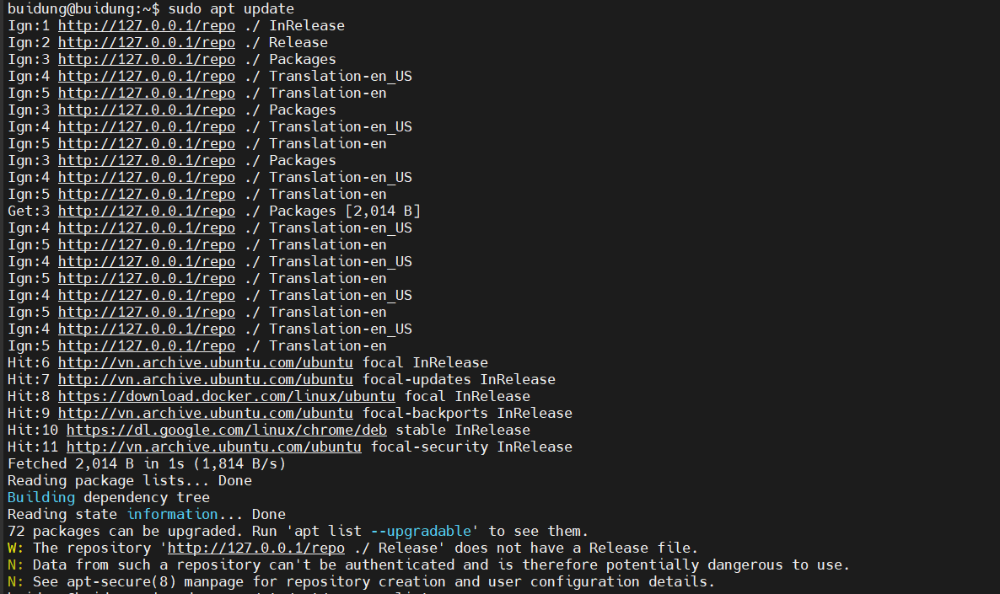 buidung@buidung:~$ sudo apt update
Ign:1 http://127.0.0.1/repo ./ InRelease
Ign:2 http://127.0.0.1/repo ./ Release
Ign:3 http://127.0.0.1/repo ./ Packages
Ign:4 http://127.0.0.1/repo ./ Translation-en_US
Ign:5 http://127.0.0.1/repo ./ Translation-en
Ign:3 http://127.0.0.1/repo ./ Packages
Ign:4 http://127.0.0.1/repo ./ Translation-en_US
Ign:5 http://127.0.0.1/repo ./ Translation-en
Ign:3 http://127.0.0.1/repo ./ Packages
Ign:4 http://127.0.0.1/repo ./ Translation-en_US
Ign:5 http://127.0.0.1/repo ./ Translation-en
Get:3 http://127.0.0.1/repo ./ Packages [2,014 B]
Ign:4 http://127.0.0.1/repo ./ Translation-en_US
Ign:5 http://127.0.0.1/repo ./ Translation-en
Ign:4 http://127.0.0.1/repo ./ Translation-en_US
Ign:5 http://127.0.0.1/repo ./ Translation-en
Ign:4 http://127.0.0.1/repo ./ Translation-en_US
Ign:5 http://127.0.0.1/repo ./ Translation-en
Ign:4 http://127.0.0.1/repo ./ Translation-en_US
Ign:5 http://127.0.0.1/repo ./ Translation-en
Hit:6 http://vn.archive.ubuntu.com/ubuntu focal InRelease
Hit:7 http://vn.archive.ubuntu.com/ubuntu focal-updates InRelease
Hit:8 https://download.docker.com/linux/ubuntu focal InRelease
Hit:9 http://vn.archive.ubuntu.com/ubuntu focal-backports InRelease
Hit:10 https://dl.google.com/linux/chrome/deb stable InRelease
Hit:11 http://vn.archive.ubuntu.com/ubuntu focal-security InRelease
Fetched 2,014 B in 1s (1,814 B/s)
Reading package lists... Done
Building dependency tree
Reading state information... Done
72 packages can be upgraded. Run 'apt list --upgradable' to see them.
W: The repository 'http://127.0.0.1/repo ./ Release' does not have a Release file.
N: Data from such a repository can't be authenticated and is therefore potentially dangerous to use.
N: See apt-secure(8) manpage for repository creation and user configuration details.